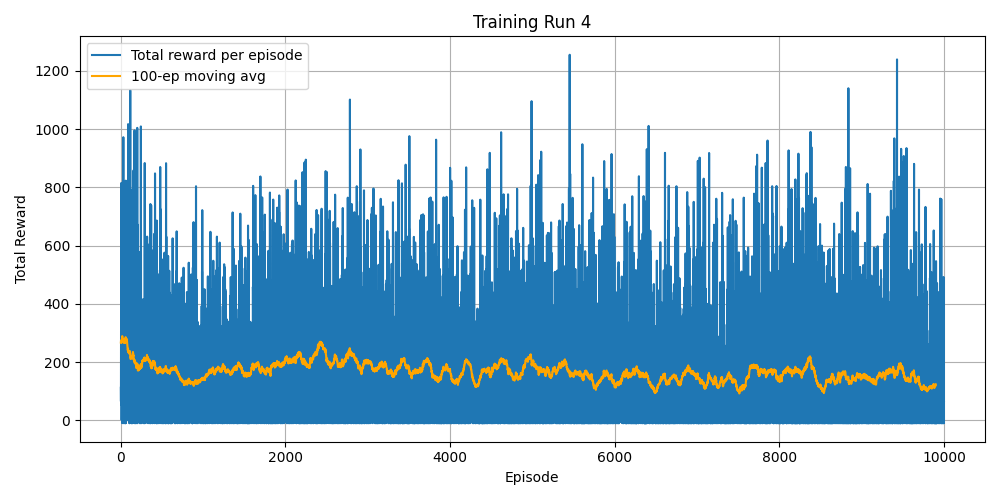 Training Run 4
Total reward per episode
100-ep moving avg
Total Reward
1200
1000
800
600
400
200
0
0 2000 4000 6000 8000 10000
Episode